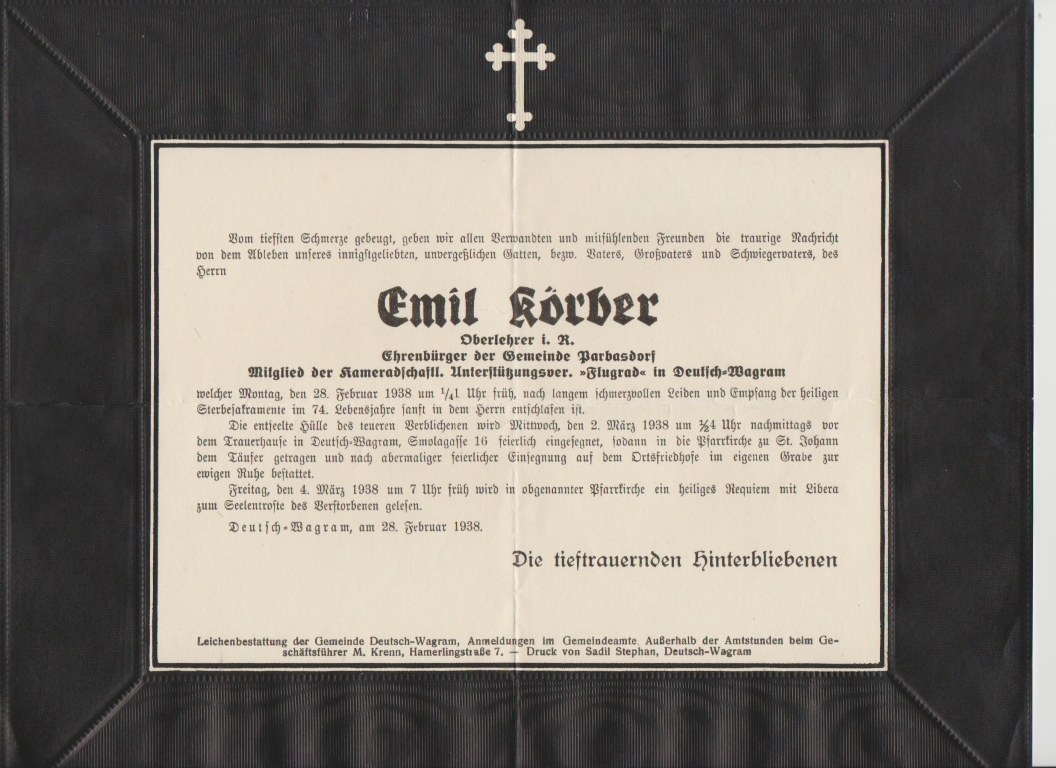 Vom tiefsten Schmerze gebeugt, geben wir allen Verwandten und mitfühlenden Freunden die traurige Nachricht
von dem Ableben unseres innigstgeliebten, unvergeßlichen Gatten, bezw. Vaters, Großvaters und Schwiegervaters, des
Herrn
Emil Körber
Oberlehrer i. R.
Ehrenbürger der Gemeinde Parbasdorf
Mitglied der Kameradschaftl. Unterstützungsver. »Flugrad« in Deutsch-Wagram
welcher Montag, den 28. Februar 1938 um ¼1 Uhr früh, nach langem schmerzvollen Leiden und Empfang der heiligen
Sterbesakramente im 74. Lebensjahre sanft in dem Herrn entschlafen ist.
Die entseelte Hülle des teueren Verblichenen wird Mittwoch, den 2. März 1938 um ½4 Uhr nachmittags vor
dem Trauerhause in Deutsch-Wagram, Smolagasse 16 feierlich eingesegnet, sodann in die Pfarrkirche zu St. Johann
dem Täufer getragen und nach abermaliger feierlicher Einsegnung auf dem Ortsfriedhofe im eigenen Grabe zur
ewigen Ruhe bestattet.
Freitag, den 4. März 1938 um 7 Uhr früh wird in obgenannter Pfarrkirche ein heiliges Requiem mit Libera
zum Seelentroste des Verstorbenen gelesen.
Deutsch-Wagram, am 28. Februar 1938.
Die tieftrauernden Hinterbliebenen
Leichenbestattung der Gemeinde Deutsch-Wagram, Anmeldungen im Gemeindeamte. Außerhalb der Amtstunden beim Ge-
schäftsführer M. Krenn, Hamerlingstraße 7. — Druck von Sadil Stephan, Deutsch-Wagram